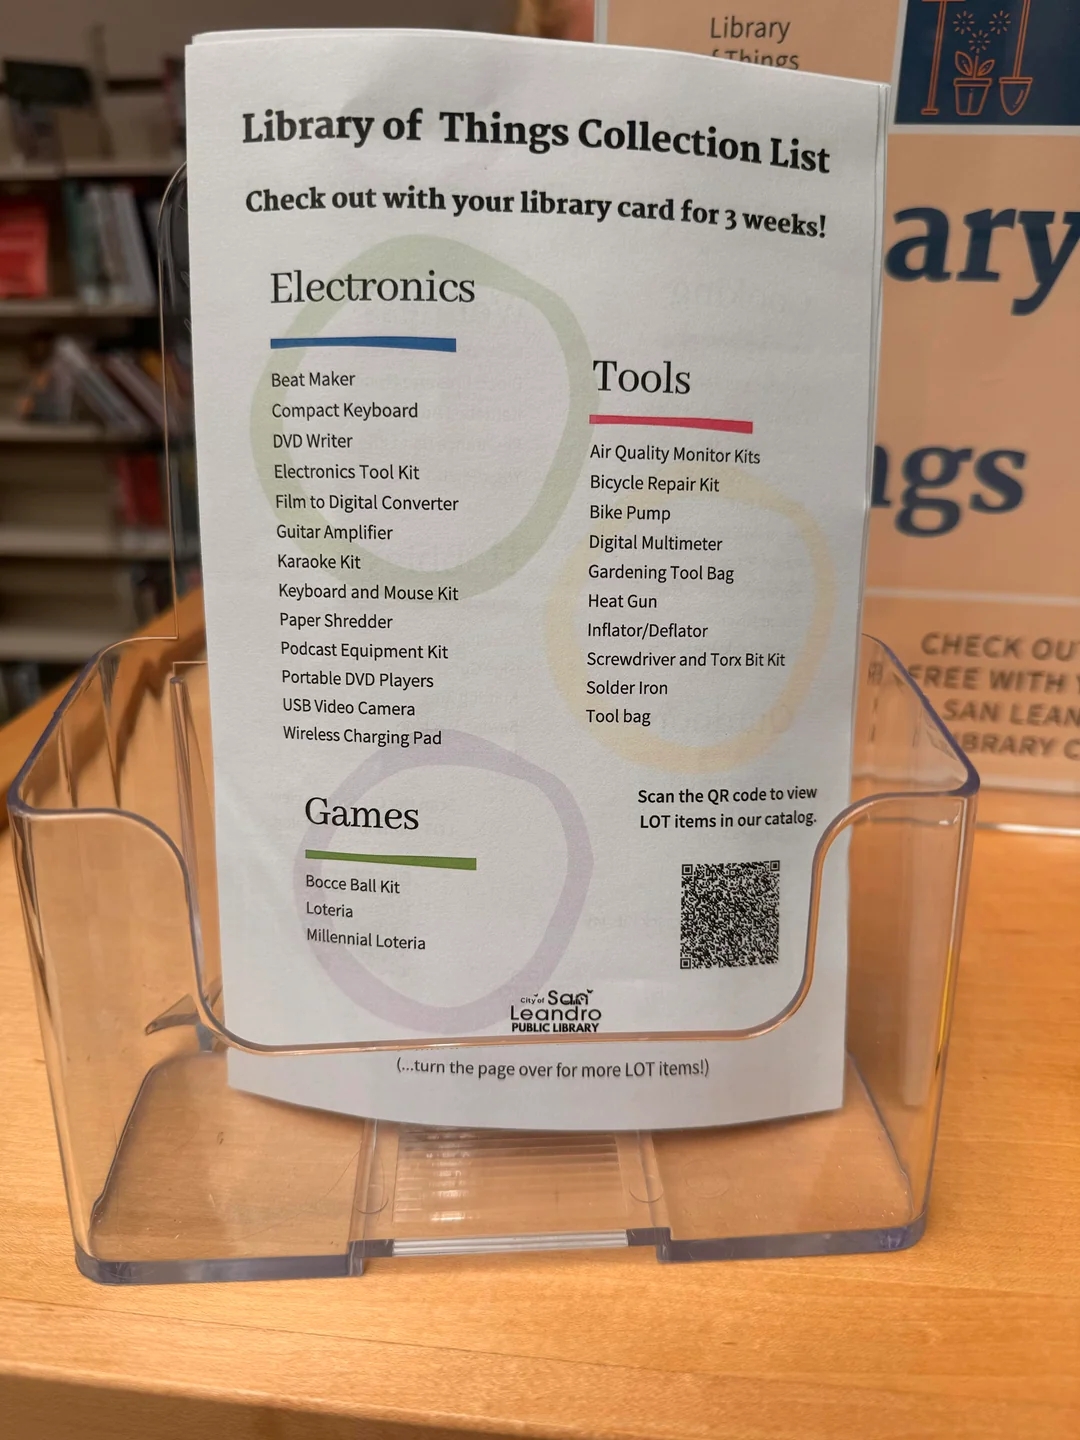 Library of Things Collection List
Check out with your library card for 3 weeks!
Electronics
Beat Maker
Compact Keyboard
DVD Writer
Electronics Tool Kit
Film to Digital Converter
Guitar Amplifier
Karaoke Kit
Keyboard and Mouse Kit
Paper Shredder
Podcast Equipment Kit
Portable DVD Players
USB Video Camera
Wireless Charging Pad
Tools
Air Quality Monitor Kits
Bicycle Repair Kit
Bike Pump
Digital Multimeter
Gardening Tool Bag
Heat Gun
Inflator/Deflator
Screwdriver and Torx Bit Kit
Solder Iron
Tool bag
Games
Bocce Ball Kit
Loteria
Millennial Loteria
Scan the QR code to view
LOT items in our catalog.
City of San
Leandro
PUBLIC LIBRARY
(...turn the page over for more LOT items!)
Library
f Things
ary
ngs
CHECK OU
FREE WITH Y
SAN LEAN
IBRARY C